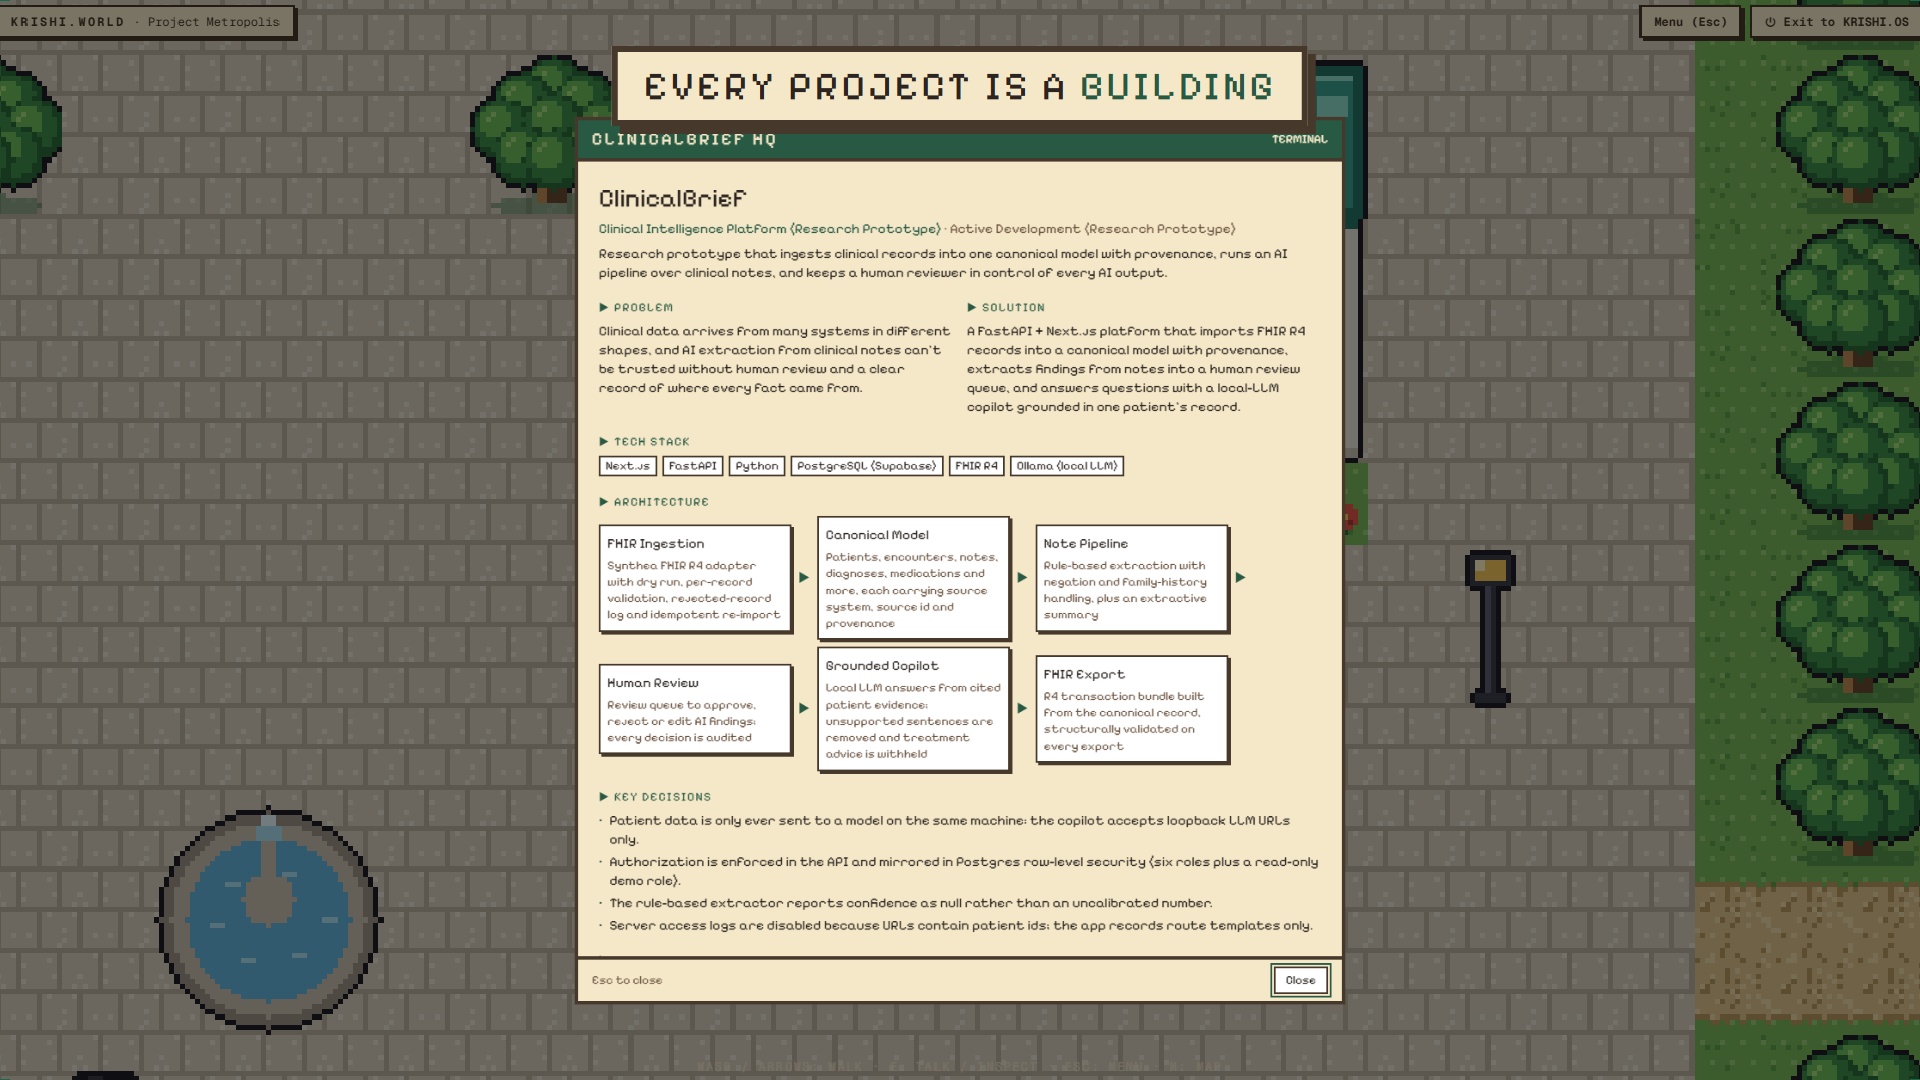 KRISHI.WORLD · Project Metropolis
Menu (Esc)
Exit to KRISHI.OS
EVERY PROJECT IS A BUILDING
CLINICALBRIEF HQ
TERMINAL
ClinicalBrief
Clinical Intelligence Platform (Research Prototype) · Active Development (Research Prototype)
Research prototype that ingests clinical records into one canonical model with provenance, runs an AI
pipeline over clinical notes, and keeps a human reviewer in control of every AI output.
▶ PROBLEM
Clinical data arrives from many systems in different
shapes, and AI extraction from clinical notes can't
be trusted without human review and a clear
record of where every fact came from.
▶ SOLUTION
A FastAPI + Next.js platform that imports FHIR R4
records into a canonical model with provenance,
extracts findings from notes into a human review
queue, and answers questions with a local-LLM
copilot grounded in one patient's record.
▶ TECH STACK
Next.js
FastAPI
Python
PostgreSQL (Supabase)
FHIR R4
Ollama (local LLM)
▶ ARCHITECTURE
FHIR Ingestion
Synthea FHIR R4 adapter
with dry run, per-record
validation, rejected-record
log and idempotent re-import
Canonical Model
Patients, encounters, notes,
diagnoses, medications and
more, each carrying source
system, source id and
provenance
Note Pipeline
Rule-based extraction with
negation and family-history
handling, plus an extractive
summary
Human Review
Review queue to approve,
reject or edit AI findings;
every decision is audited
Grounded Copilot
Local LLM answers from cited
patient evidence;
unsupported sentences are
removed and treatment
advice is withheld
FHIR Export
R4 transaction bundle built
from the canonical record,
structurally validated on
every export
▶ KEY DECISIONS
· Patient data is only ever sent to a model on the same machine: the copilot accepts loopback LLM URLs
only.
· Authorization is enforced in the API and mirrored in Postgres row-level security (six roles plus a read-only
demo role).
· The rule-based extractor reports confidence as null rather than an uncalibrated number.
· Server access logs are disabled because URLs contain patient ids; the app records route templates only.
Esc to close
Close